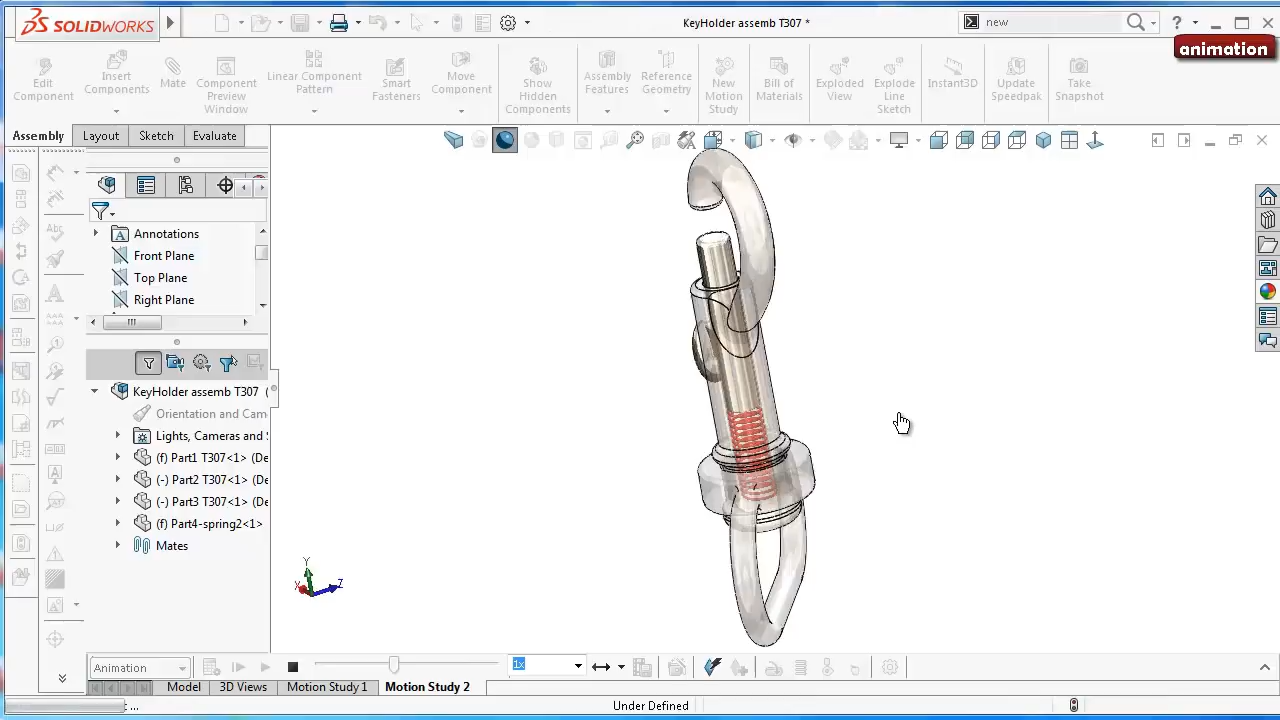 SOLIDWORKS
KeyHolder assemb T307 *
new
?
animation
Edit Component
Insert Components
Mate
Component Preview Window
Linear Component Pattern
Smart Fasteners
Move Component
Show Hidden Components
Assembly Features
Reference Geometry
New Motion Study
Bill of Materials
Exploded View
Explode Line Sketch
Instant3D
Update Speedpak
Take Snapshot
Assembly
Layout
Sketch
Evaluate
Annotations
Front Plane
Top Plane
Right Plane
KeyHolder assemb T307 (
Orientation and Cam
Lights, Cameras and S
(f) Part1 T307<1> (De
(-) Part2 T307<1> (De
(-) Part3 T307<1> (De
(f) Part4-spring2<1>
Mates
Y
X
Z
Animation
1x
Model
3D Views
Motion Study 1
Motion Study 2
: ...
Under Defined